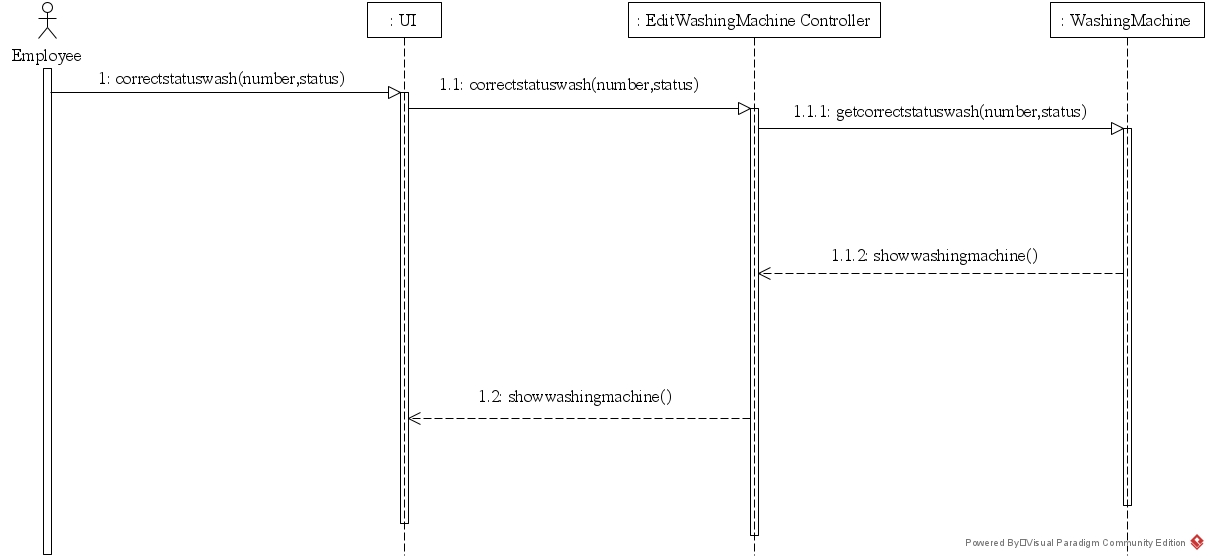 : UI
: EditWashingMachine Controller
: WashingMachine
Employee
1: correctstatuswash(number,status)
1.1: correctstatuswash(number,status)
1.1.1: getcorrectstatuswash(number,status)
1.1.2: showwashingmachine()
1.2: showwashingmachine()
Powered By□Visual Paradigm Community Edition